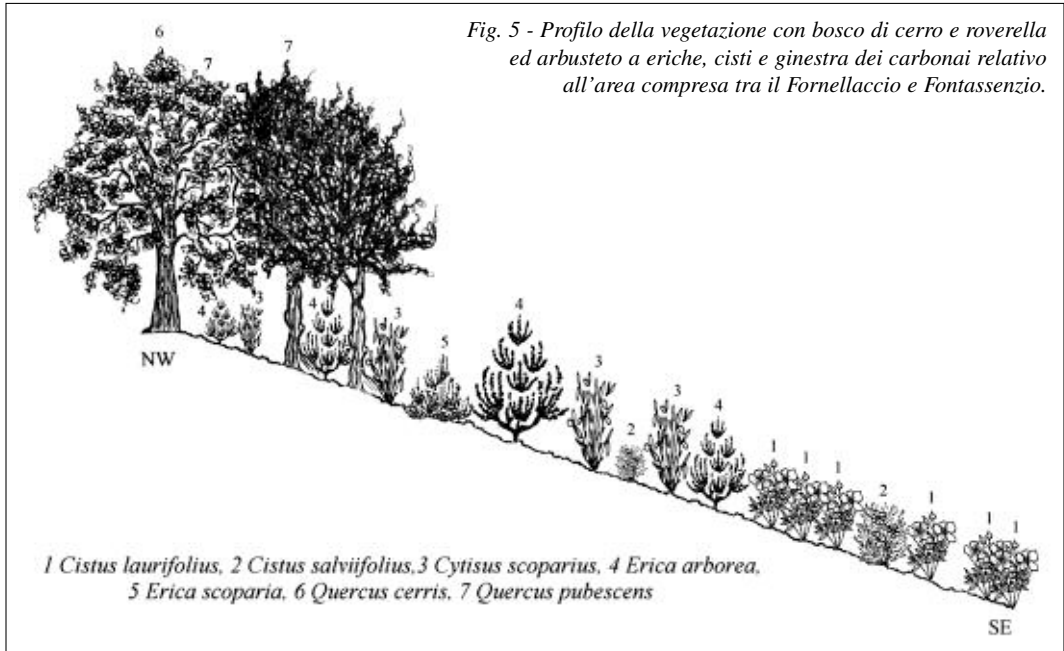 Fig. 5 - Profilo della vegetazione con bosco di cerro e roverella
ed arbusteto a eriche, cisti e ginestra dei carbonai relativo
all'area compresa tra il Fornellaccio e Fontassenzio.
6
7
7
4
3
4
3
5
4
3
2
3
4
1
1
1
2
1
1
1
NW
SE
1 Cistus laurifolius, 2 Cistus salviifolius,3 Cytisus scoparius, 4 Erica arborea,
5 Erica scoparia, 6 Quercus cerris, 7 Quercus pubescens